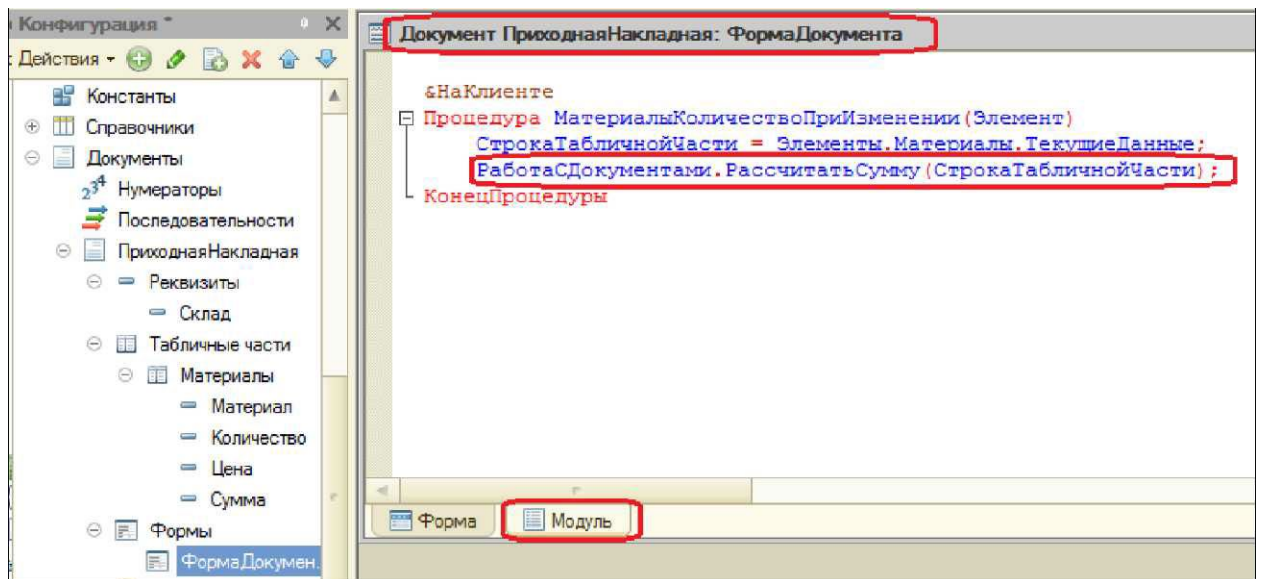 Конфигурация *
Действия
Константы
Справочники
Документы
Нумераторы
Последовательности
ПриходнаяНакладная
Реквизиты
Склад
Табличные части
Материалы
Материал
Количество
Цена
Сумма
Формы
ФормаДокумен.
Документ ПриходнаяНакладная: ФормаДокумента
&НаКлиенте
Процедура МатериалыКоличествоПриИзменении(Элемент)
СтрокаТабличнойЧасти = Элементы.Материалы.ТекущиеДанные;
РаботаСДокументами.РассчитатьСумму(СтрокаТабличнойЧасти);
КонецПроцедуры
Форма
Модуль